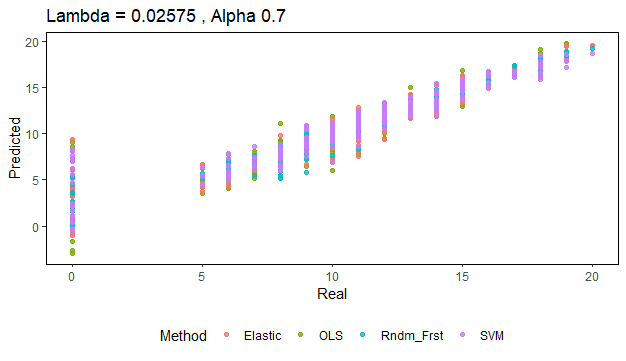 Lambda = 0.02575 , Alpha 0.7
20
15
10
5
0
Predicted
0 5 10 15 20
Real
Method Elastic OLS Rndm_Frst SVM